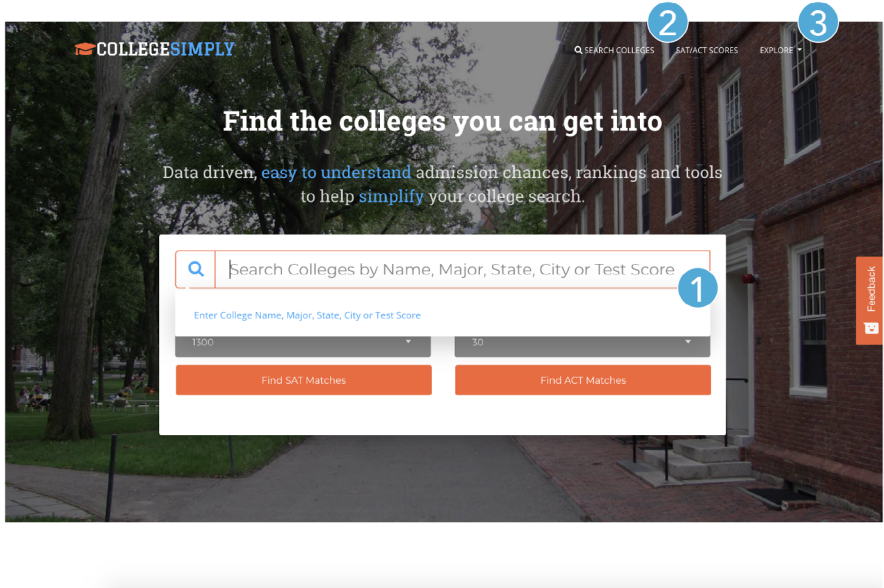 COLLEGESIMPLY
SEARCH COLLEGES
2
SAT/ACT SCORES
EXPLORE
3
Find the colleges you can get into
Data driven, easy to understand admission chances, rankings and tools
to help simplify your college search.
Search Colleges by Name, Major, State, City or Test Score
1
Enter College Name, Major, State, City or Test Score
1300
30
Find SAT Matches
Find ACT Matches
Feedback